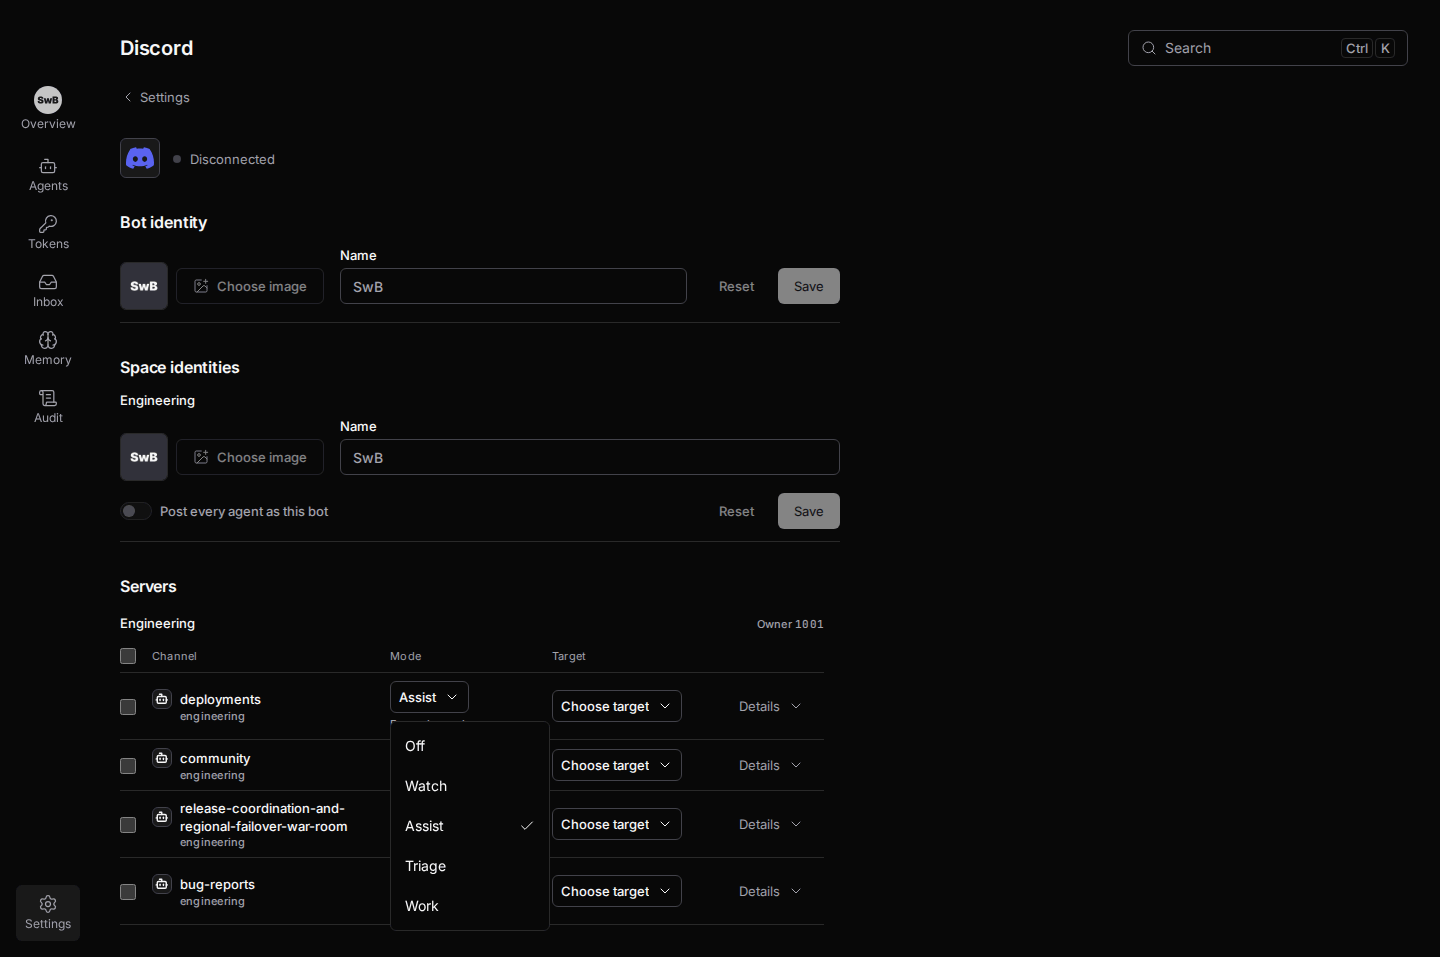 Discord
Search
Ctrl K
Settings
SwB
Overview
Agents
Tokens
Inbox
Memory
Audit
Settings
Disconnected
Bot identity
Name
SwB
Choose image
SwB
Reset
Save
Space identities
Engineering
Name
SwB
Choose image
SwB
Post every agent as this bot
Reset
Save
Servers
Engineering
Owner 1001
Channel
Mode
Target
deployments
engineering
Assist
Choose target
Details
community
engineering
Choose target
Details
release-coordination-and-
regional-failover-war-room
engineering
Choose target
Details
bug-reports
engineering
Choose target
Details
Off
Watch
Assist
Triage
Work